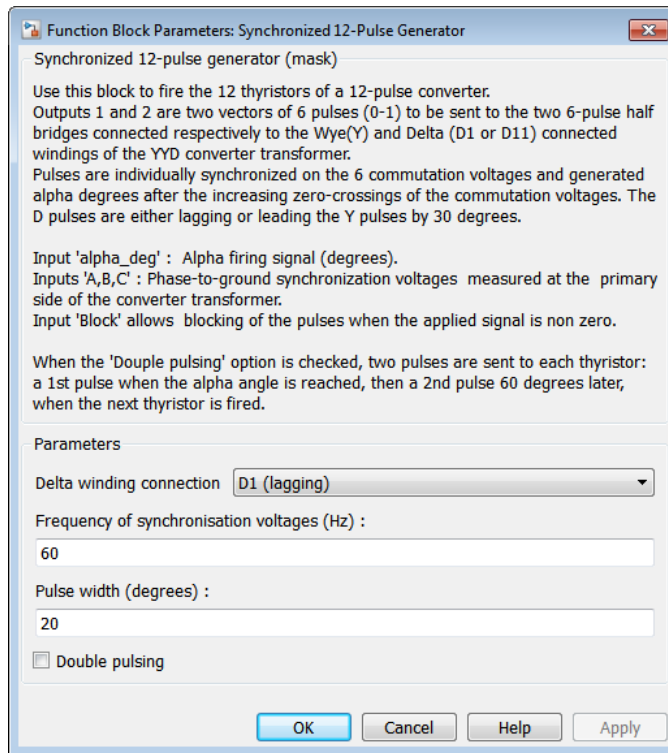 Function Block Parameters: Synchronized 12-Pulse Generator
Synchronized 12-pulse generator (mask)
Use this block to fire the 12 thyristors of a 12-pulse converter.
Outputs 1 and 2 are two vectors of 6 pulses (0-1) to be sent to the two 6-pulse half
bridges connected respectively to the Wye(Y) and Delta (D1 or D11) connected
windings of the YYD converter transformer.
Pulses are individually synchronized on the 6 commutation voltages and generated
alpha degrees after the increasing zero-crossings of the commutation voltages. The
D pulses are either lagging or leading the Y pulses by 30 degrees.
Input 'alpha_deg' : Alpha firing signal (degrees).
Inputs 'A,B,C' : Phase-to-ground synchronization voltages measured at the primary
side of the converter transformer.
Input 'Block' allows blocking of the pulses when the applied signal is non zero.
When the 'Douple pulsing' option is checked, two pulses are sent to each thyristor:
a 1st pulse when the alpha angle is reached, then a 2nd pulse 60 degrees later,
when the next thyristor is fired.
Parameters
Delta winding connection D1 (lagging)
Frequency of synchronisation voltages (Hz) :
60
Pulse width (degrees) :
20
Double pulsing
OK Cancel Help Apply